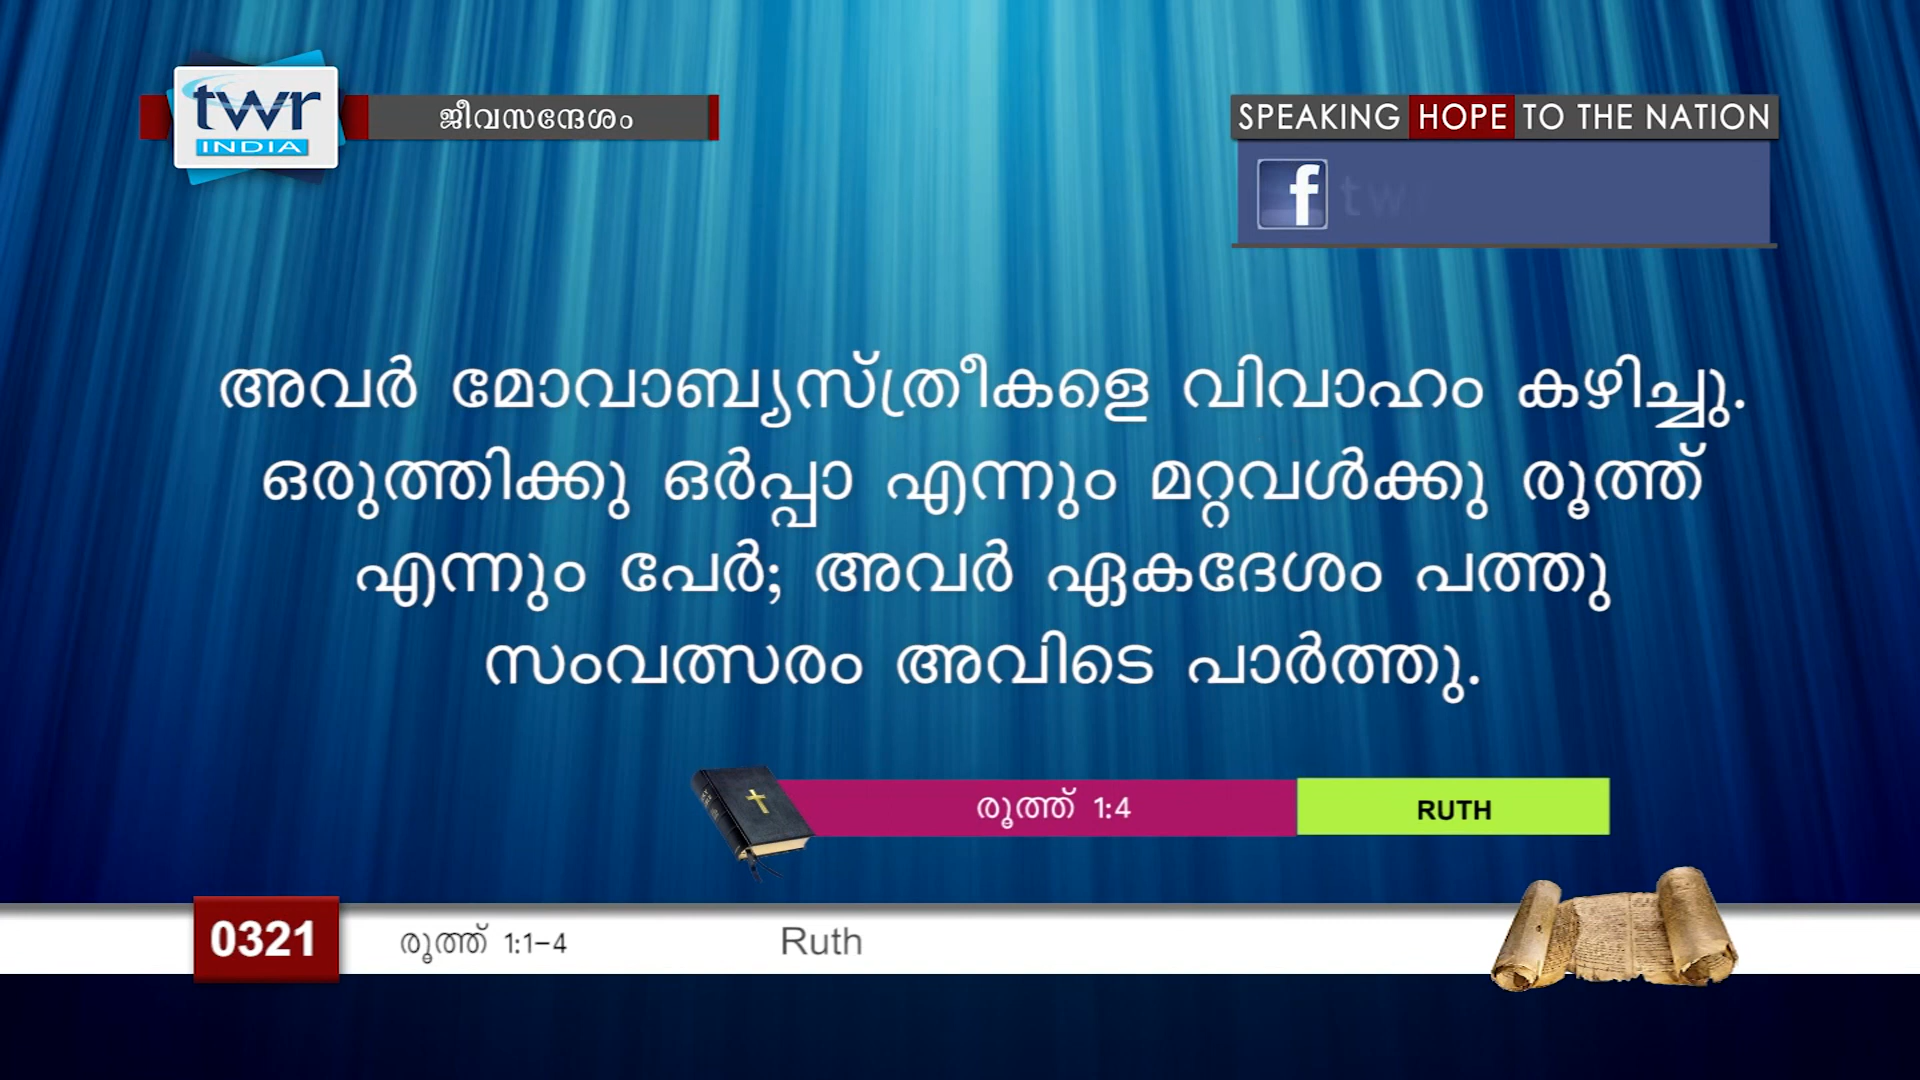 twr
INDIA
ജീവസന്ദേശം
SPEAKING HOPE TO THE NATION
f
അവർ മോവാബ്യസ്ത്രീകളെ വിവാഹം കഴിച്ചു.
ഒരുത്തിക്കു ഒർപ്പാ എന്നും മറ്റവൾക്കു രൂത്ത്
എന്നും പേർ; അവർ ഏകദേശം പത്തു
സംവത്സരം അവിടെ പാർത്തു.
രൂത്ത് 1:4 RUTH
0321 രൂത്ത് 1:1-4 Ruth